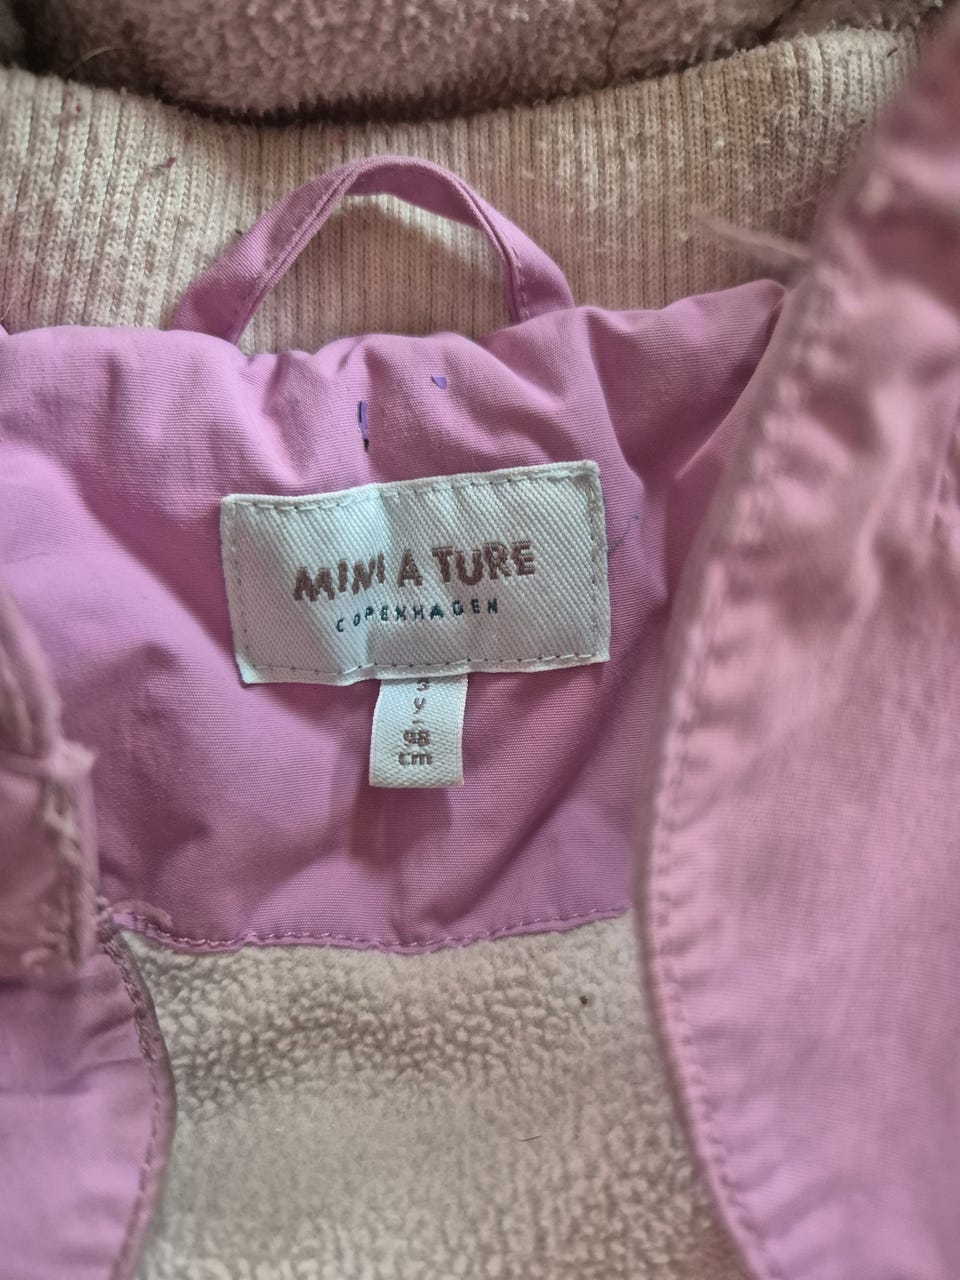 MINI A TURE
COPENHAGEN
3
y
-
98
cm